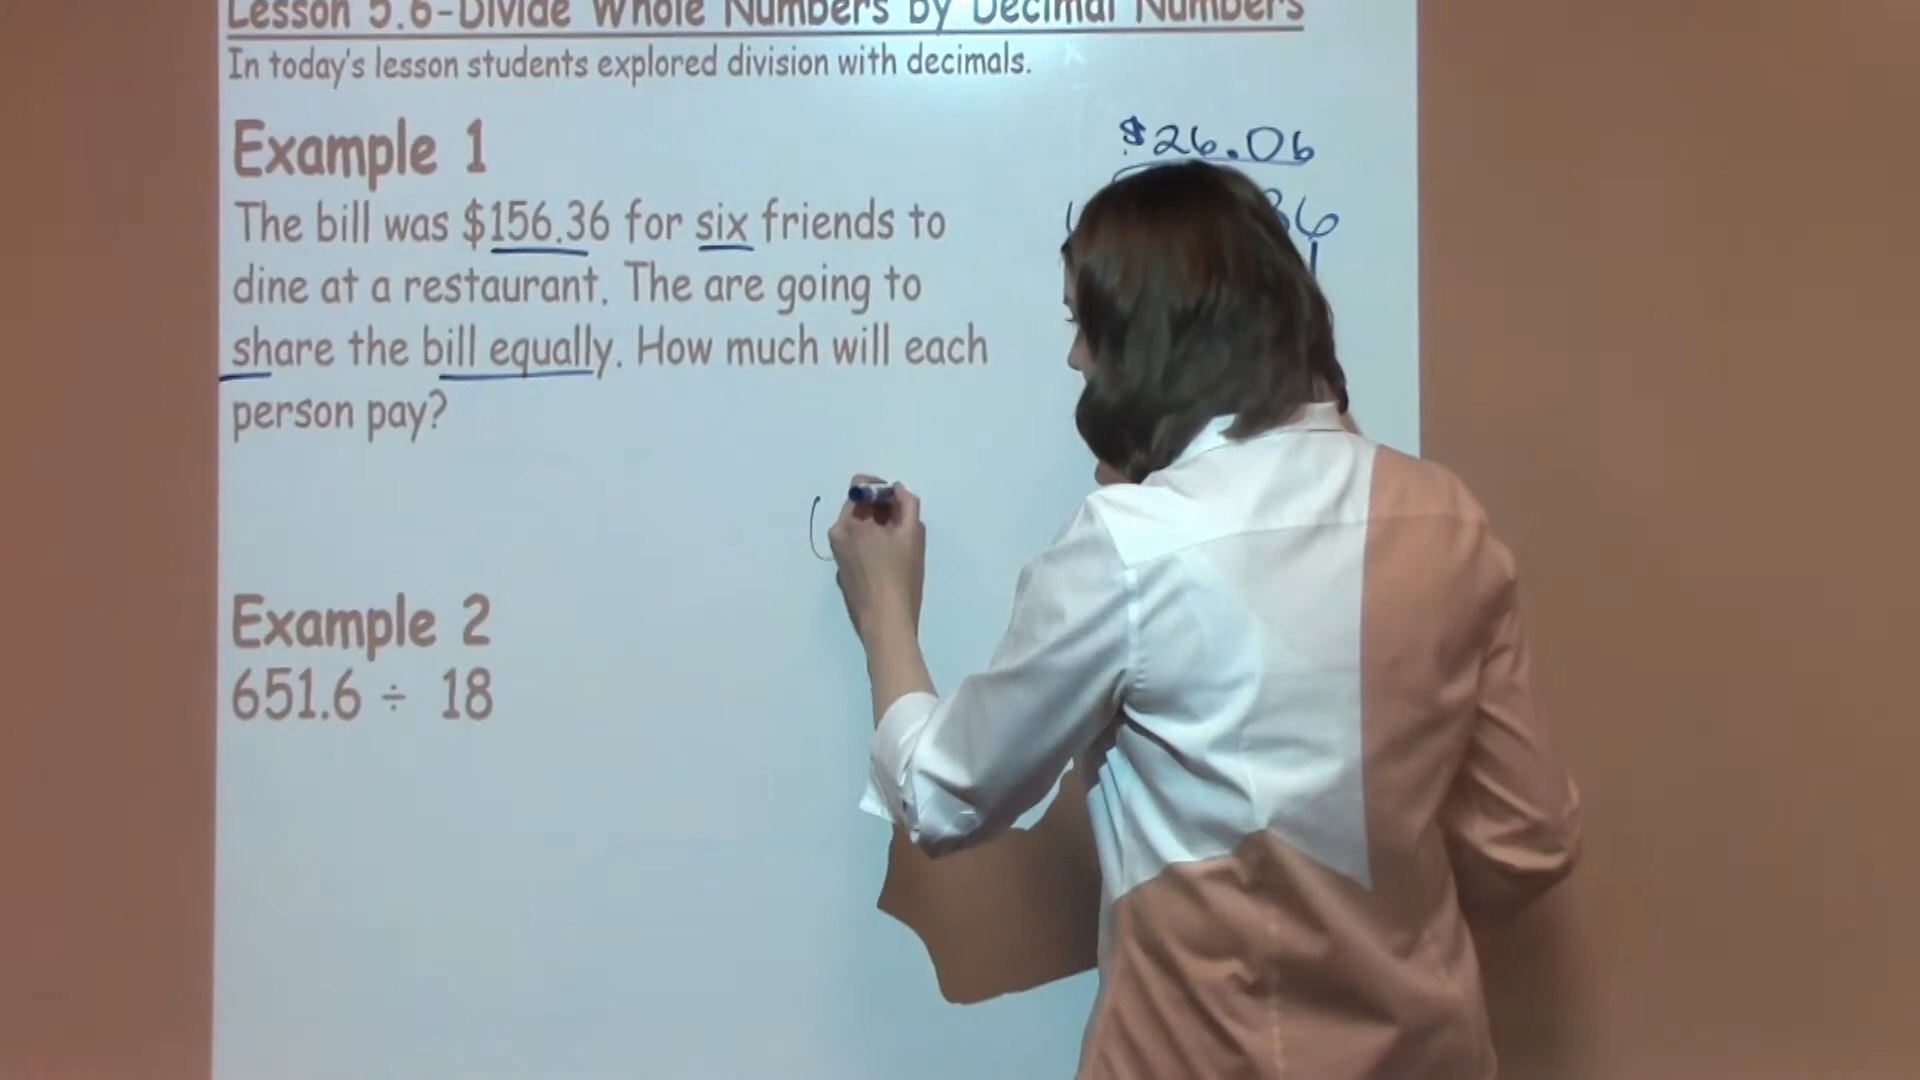 Lesson 5.6-Divide Whole Numbers by Decimal Numbers
In today's lesson students explored division with decimals.
Example 1
The bill was $156.36 for six friends to
dine at a restaurant. The are going to
share the bill equally. How much will each
person pay?
$26.06
Example 2
651.6 ÷ 18